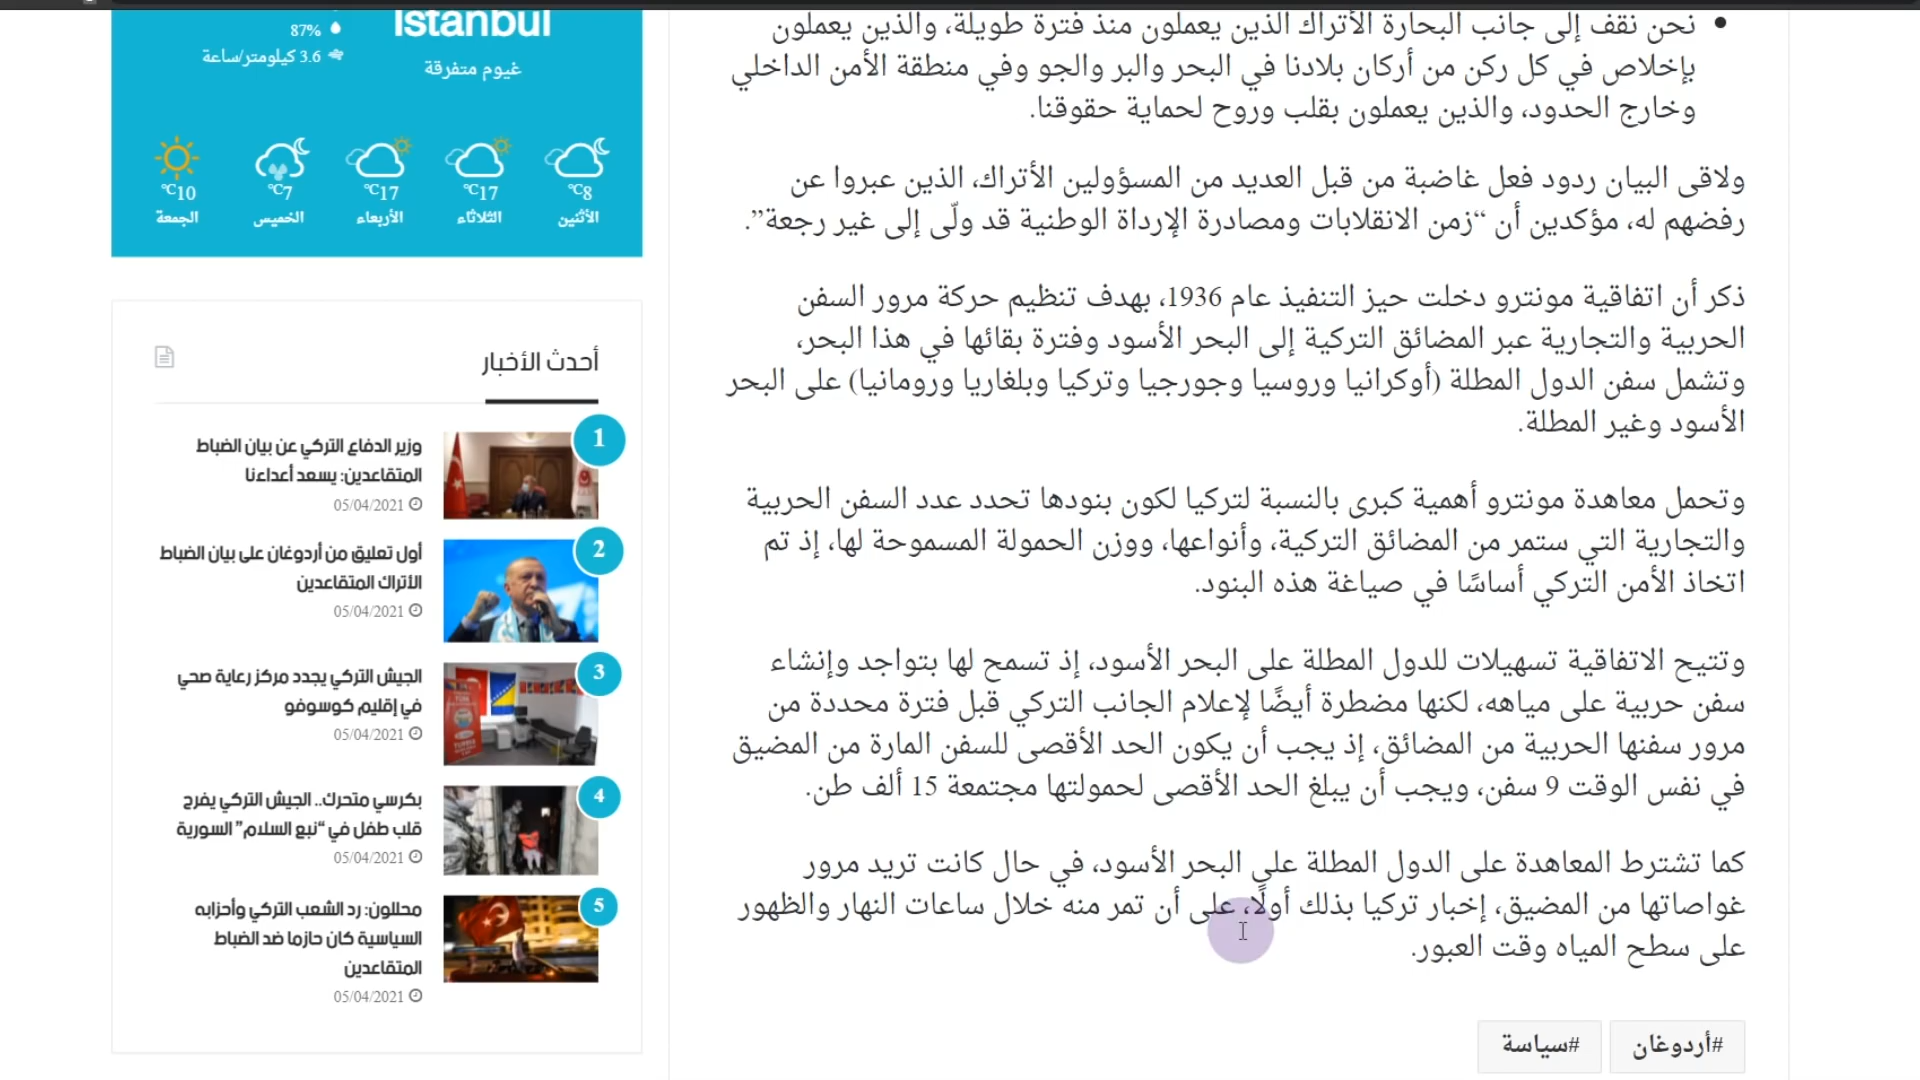 نحن نقف إلى جانب البحارة الأتراك الذين يعملون منذ فترة طويلة، والذين يعملون
بإخلاص في كل ركن من أركان بلادنا في البحر والبر والجو وفي منطقة الأمن الداخلي
وخارج الحدود، والذين يعملون بقلب وروح لحماية حقوقنا.
ولاقى البيان ردود فعل غاضبة من قبل العديد من المسؤولين الأتراك، الذين عبروا عن
رفضهم له، مؤكدين أن “زمن الانقلابات ومصادرة الإرداة الوطنية قد ولّى إلى غير رجعة”.
ذكر أن اتفاقية مونترو دخلت حيز التنفيذ عام 1936، بهدف تنظيم حركة مرور السفن
الحربية والتجارية عبر المضائق التركية إلى البحر الأسود وفترة بقائها في هذا البحر،
وتشمل سفن الدول المطلة (أوكرانيا وروسيا وجورجيا وتركيا وبلغاريا ورومانيا) على البحر
الأسود وغير المطلة.
وتحمل معاهدة مونترو أهمية كبرى بالنسبة لتركيا لكون بنودها تحدد عدد السفن الحربية
والتجارية التي ستمر من المضائق التركية، وأنواعها، ووزن الحمولة المسموحة لها، إذ تم
اتخاذ الأمن التركي أساسًا في صياغة هذه البنود.
وتتيح الاتفاقية تسهيلات للدول المطلة على البحر الأسود، إذ تسمح لها بتواجد وإنشاء
سفن حربية على مياهه، لكنها مضطرة أيضًا لإعلام الجانب التركي قبل فترة محددة من
مرور سفنها الحربية من المضائق، إذ يجب أن يكون الحد الأقصى للسفن المارة من المضيق
في نفس الوقت 9 سفن، ويجب أن يبلغ الحد الأقصى لحمولتها مجتمعة 15 ألف طن.
كما تشترط المعاهدة على الدول المطلة على البحر الأسود، في حال كانت تريد مرور
غواصاتها من المضيق، إخبار تركيا بذلك أولًا، على أن تمر منه خلال ساعات النهار والظهور
على سطح المياه وقت العبور.
#أردوغان
#سياسة
Istanbul
غيوم متفرقة
87%
3.6 كيلومتر/ساعة
8℃
17℃
17℃
7℃
10℃
الأثنين
الثلاثاء
الأربعاء
الخميس
الجمعة
أحدث الأخبار
1
وزير الدفاع التركي عن بيان الضباط
المتقاعدين: يسعد أعداءنا
05/04/2021
2
أول تعليق من أردوغان على بيان الضباط
الأتراك المتقاعدين
05/04/2021
3
الجيش التركي يجدد مركز رعاية صحي
في إقليم كوسوفو
05/04/2021
4
بكرسي متحرك.. الجيش التركي يفرح
قلب طفل في “نبع السلام” السورية
05/04/2021
5
محللون: رد الشعب التركي وأحزابه
السياسية كان حازما ضد الضباط
المتقاعدين
05/04/2021